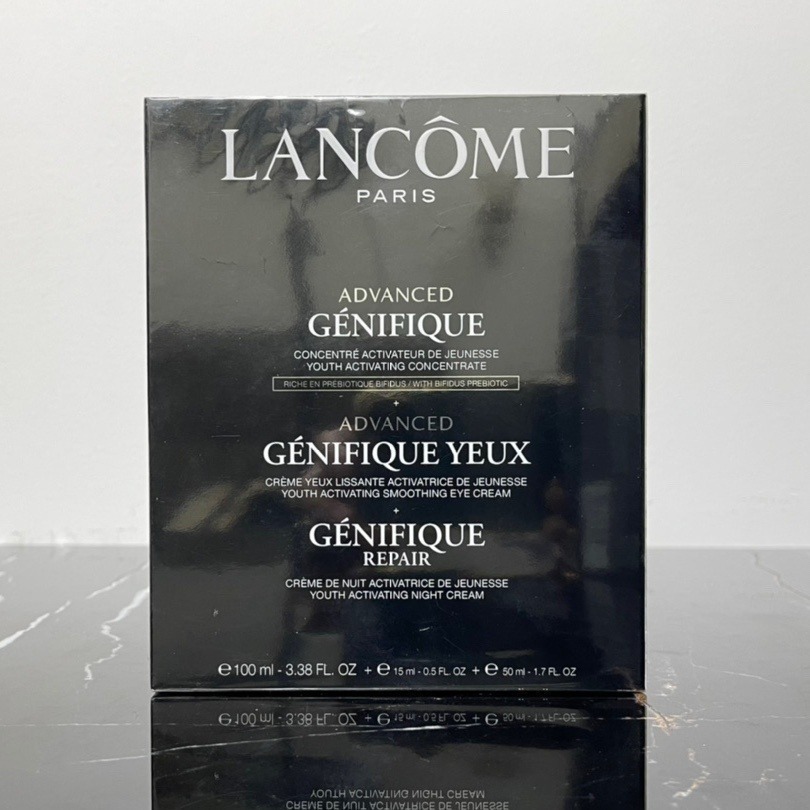 LANCÔME
PARIS
ADVANCED
GÉNIFIQUE
CONCENTRÉ ACTIVATEUR DE JEUNESSE
YOUTH ACTIVATING CONCENTRATE
RICHE EN PRÉBIOTIQUE BIFIDUS / WITH BIFIDUS PREBIOTIC
+
ADVANCED
GÉNIFIQUE YEUX
CRÈME YEUX LISSANTE ACTIVATRICE DE JEUNESSE
YOUTH ACTIVATING SMOOTHING EYE CREAM
+
GÉNIFIQUE
REPAIR
CRÈME DE NUIT ACTIVATRICE DE JEUNESSE
YOUTH ACTIVATING NIGHT CREAM
℮ 100 ml - 3.38 FL. OZ + ℮ 15 ml - 0.5 FL. OZ + ℮ 50 ml - 1.7 FL. OZ